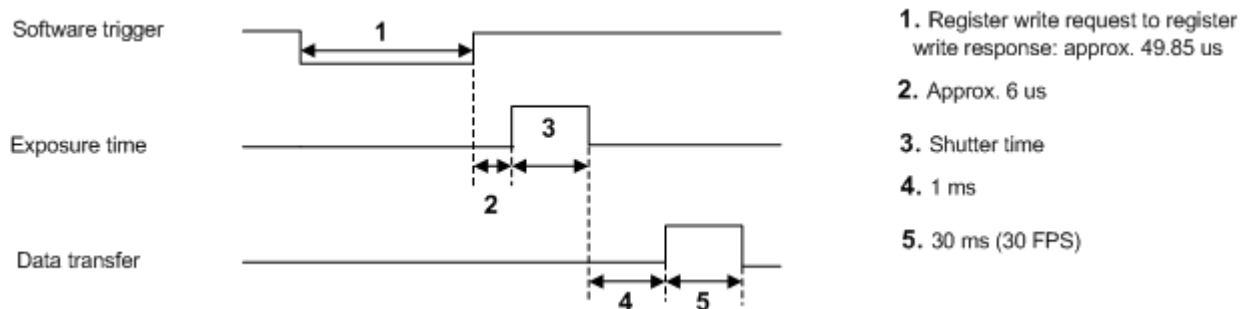 Software trigger
1
Exposure time
3
2
Data transfer
4
5
1. Register write request to register
write response: approx. 49.85 us
2. Approx. 6 us
3. Shutter time
4. 1 ms
5. 30 ms (30 FPS)